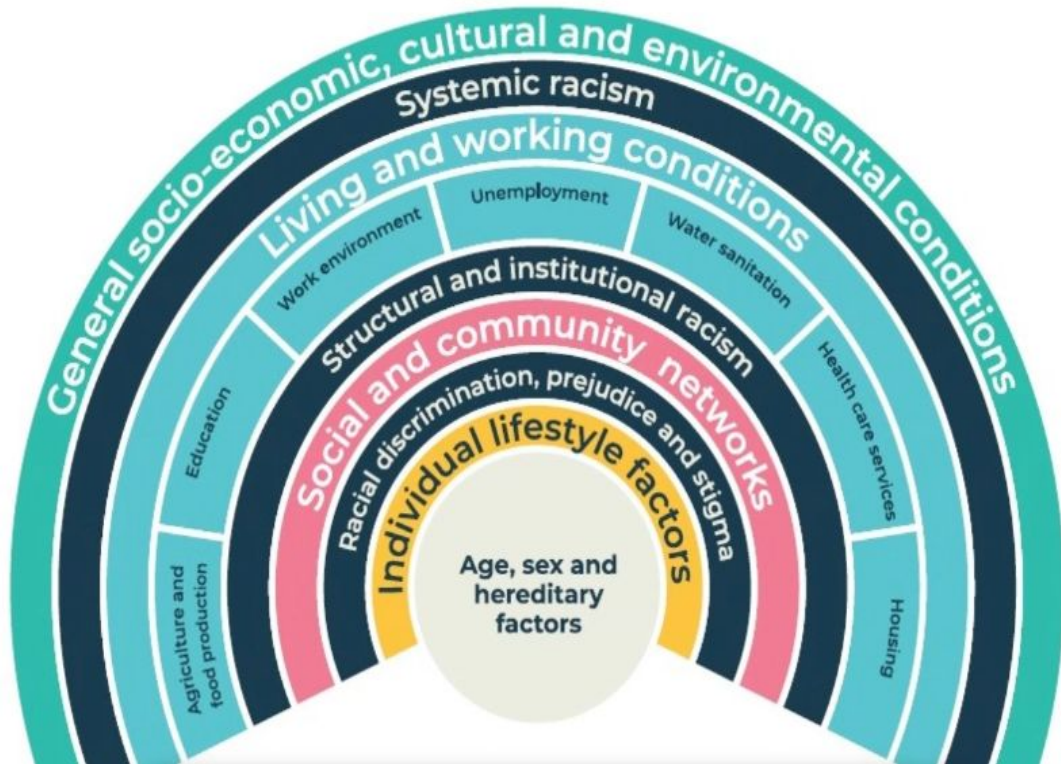 General socio-economic, cultural and environmental conditions
Systemic racism
Living and working conditions
Agriculture and
food production
Education
Work environment
Unemployment
Water sanitation
Health care services
Housing
Structural and institutional racism
Social and community networks
Racial discrimination, prejudice and stigma
Individual lifestyle factors
Age, sex and
hereditary
factors